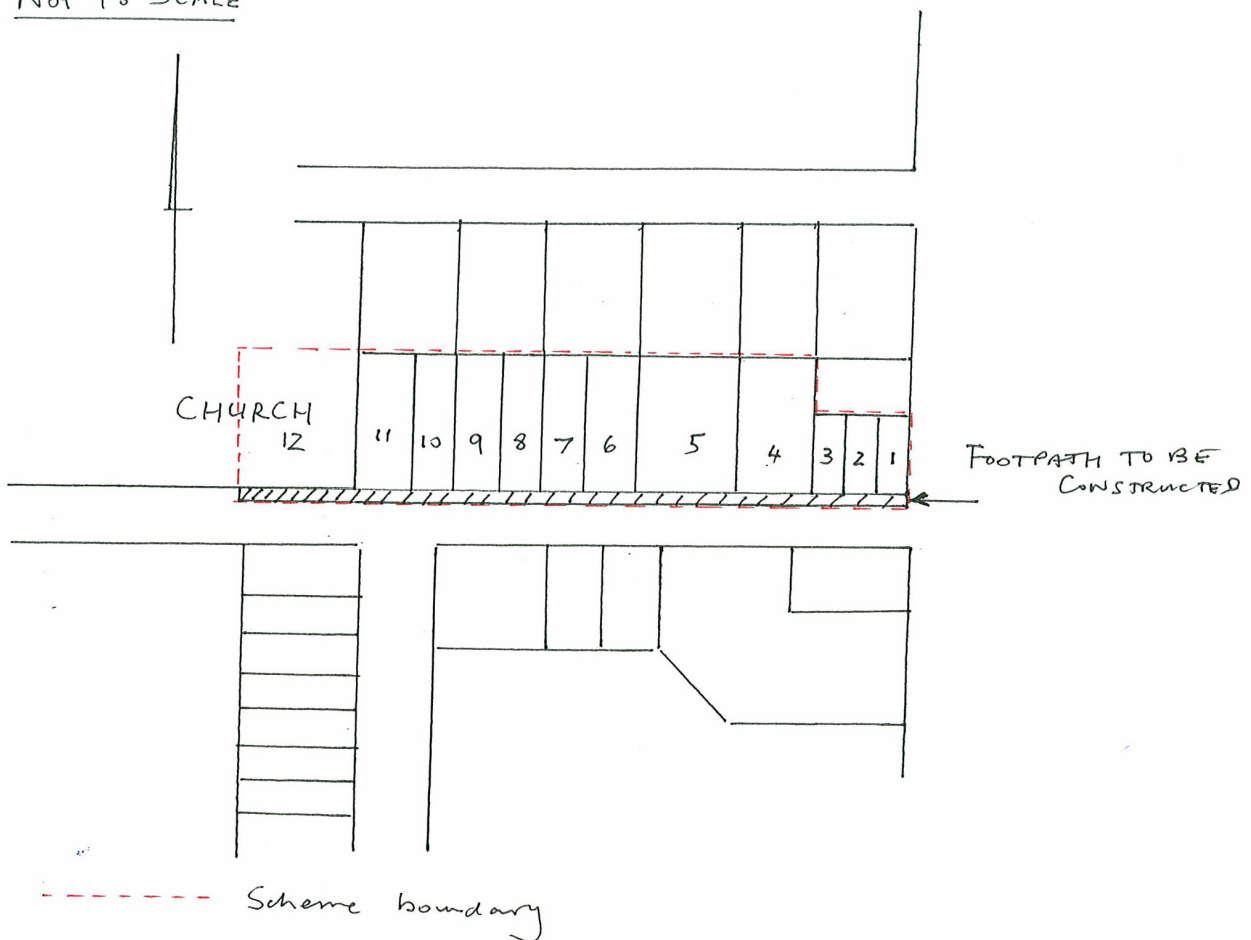 NOT TO SCALE
CHURCH
12 11 10 9 8 7 6 5 4 3 2 1
FOOTPATH TO BE
CONSTRUCTED
Scheme boundary